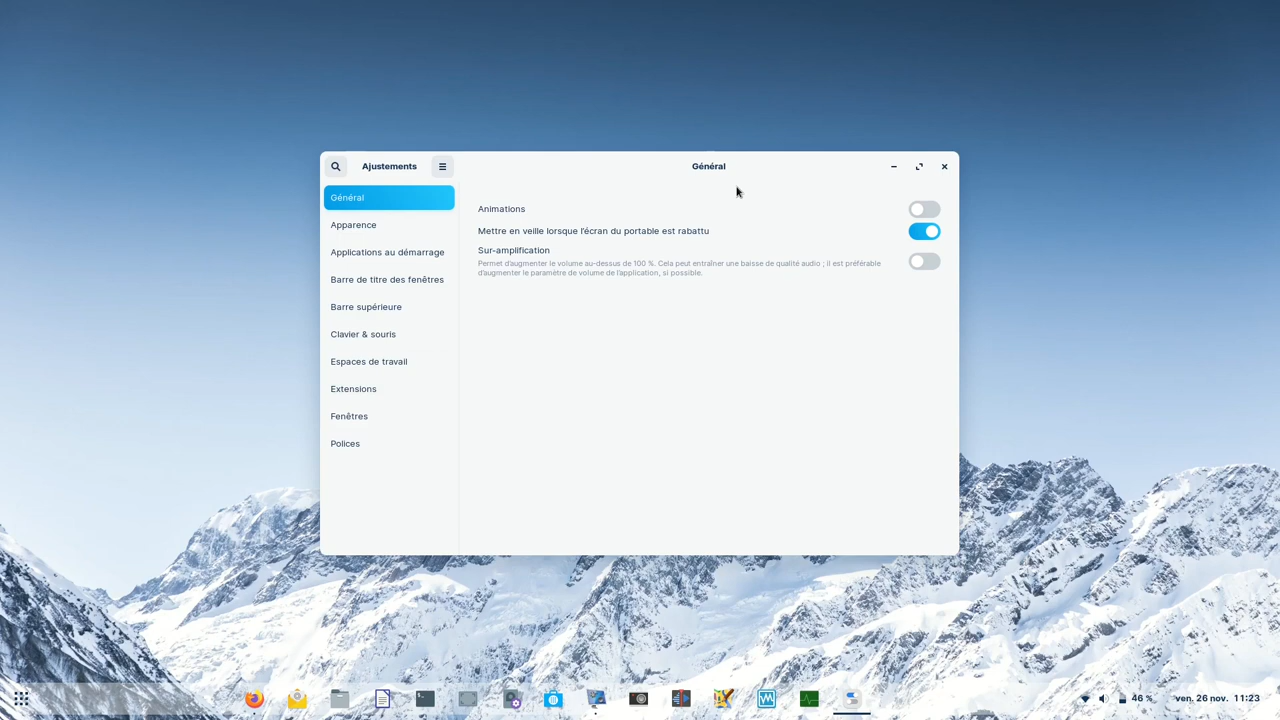 Ajustements
Général
Général
Apparence
Applications au démarrage
Barre de titre des fenêtres
Barre supérieure
Clavier & souris
Espaces de travail
Extensions
Fenêtres
Polices
Animations
Mettre en veille lorsque l'écran du portable est rabattu
Sur-amplification
Permet d'augmenter le volume au-dessus de 100 %. Cela peut entraîner une baisse de qualité audio ; il est préférable
d'augmenter le paramètre de volume de l'application, si possible.
46 %
ven. 26 nov. 11:23